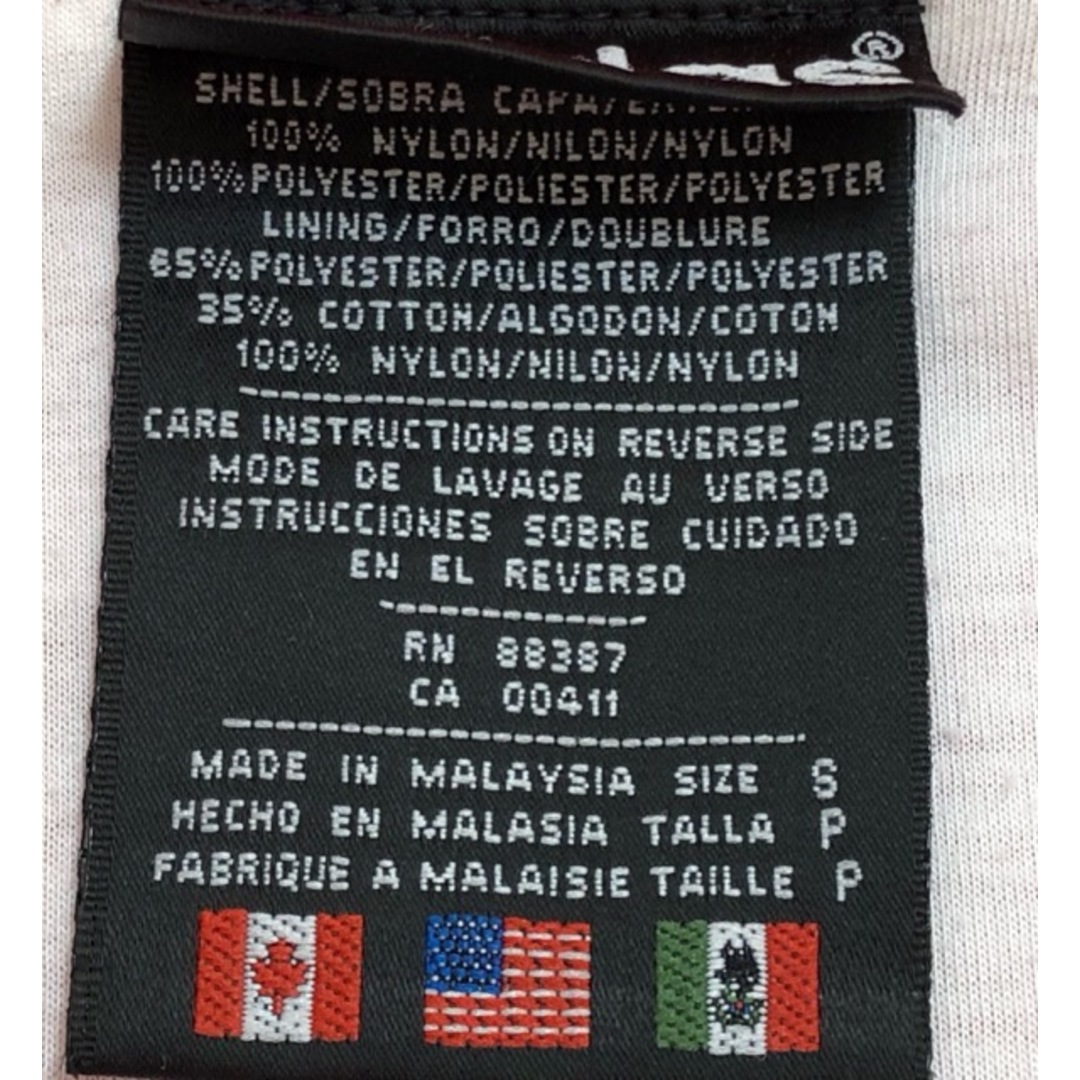 ®
SHELL/SOBRA CAPA/
100% NYLON/NILON/NYLON
100% POLYESTER/POLIESTER/POLYESTER
LINING/FORRO/DOUBLURE
65% POLYESTER/POLIESTER/POLYESTER
35% COTTON/ALGODON/COTON
100% NYLON/NILON/NYLON
CARE INSTRUCTIONS ON REVERSE SIDE
MODE DE LAVAGE AU VERSO
INSTRUCCIONES SOBRE CUIDADO
EN EL REVERSO
RN 88387
CA 00411
MADE IN MALAYSIA SIZE S
HECHO EN MALASIA TALLA P
FABRIQUE A MALAISIE TAILLE P